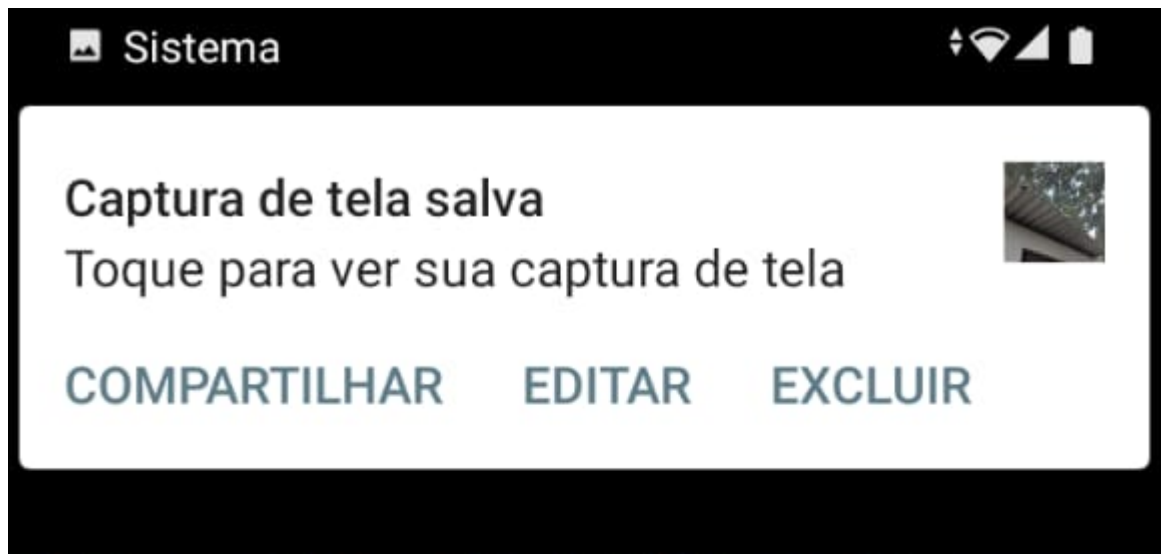 Sistema
Captura de tela salva
Toque para ver sua captura de tela
COMPARTILHAR EDITAR EXCLUIR